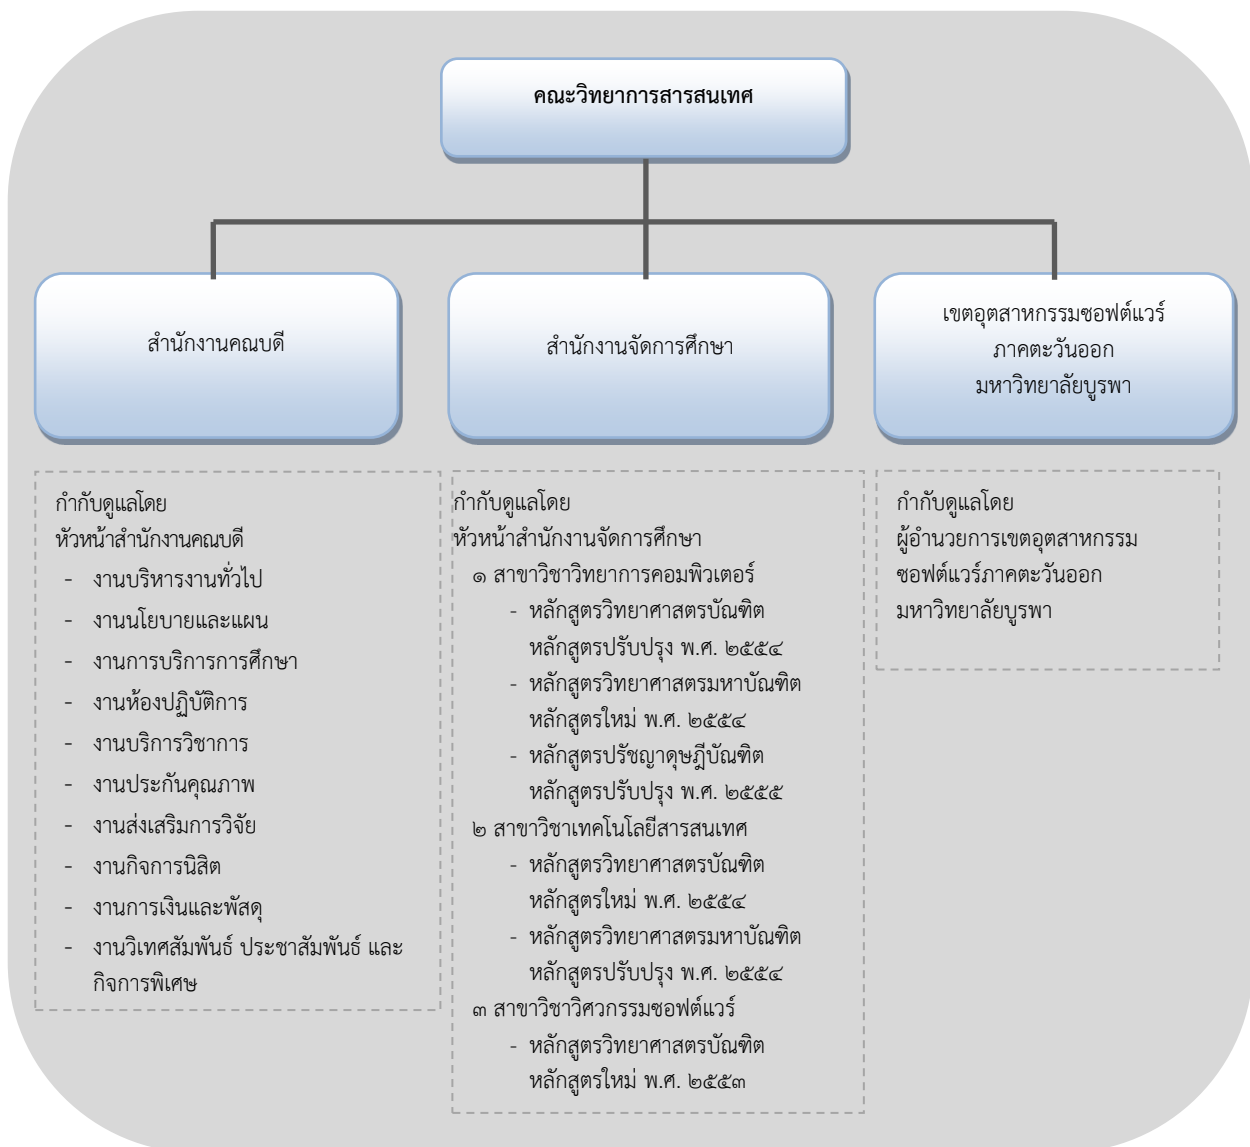 คณะวิทยาการสารสนเทศ
สำนักงานคณบดี
สำนักงานจัดการศึกษา
เขตอุตสาหกรรมซอฟต์แวร์
ภาคตะวันออก
มหาวิทยาลัยบูรพา
กำกับดูแลโดย
หัวหน้าสำนักงานคณบดี
- งานบริหารงานทั่วไป
- งานนโยบายและแผน
- งานการบริการการศึกษา
- งานห้องปฏิบัติการ
- งานบริการวิชาการ
- งานประกันคุณภาพ
- งานส่งเสริมการวิจัย
- งานกิจการนิสิต
- งานการเงินและพัสดุ
- งานวิเทศสัมพันธ์ ประชาสัมพันธ์ และ
กิจการพิเศษ
กำกับดูแลโดย
หัวหน้าสำนักงานจัดการศึกษา
๑ สาขาวิชาวิทยาการคอมพิวเตอร์
- หลักสูตรวิทยาศาสตรบัณฑิต
หลักสูตรปรับปรุง พ.ศ. ๒๕๕๔
- หลักสูตรวิทยาศาสตรมหาบัณฑิต
หลักสูตรใหม่ พ.ศ. ๒๕๕๔
- หลักสูตรปรัชญาดุษฎีบัณฑิต
หลักสูตรปรับปรุง พ.ศ. ๒๕๕๕
๒ สาขาวิชาเทคโนโลยีสารสนเทศ
- หลักสูตรวิทยาศาสตรบัณฑิต
หลักสูตรใหม่ พ.ศ. ๒๕๕๔
- หลักสูตรวิทยาศาสตรมหาบัณฑิต
หลักสูตรปรับปรุง พ.ศ. ๒๕๕๔
๓ สาขาวิชาวิศวกรรมซอฟต์แวร์
- หลักสูตรวิทยาศาสตรบัณฑิต
หลักสูตรใหม่ พ.ศ. ๒๕๕๓
กำกับดูแลโดย
ผู้อำนวยการเขตอุตสาหกรรม
ซอฟต์แวร์ภาคตะวันออก
มหาวิทยาลัยบูรพา